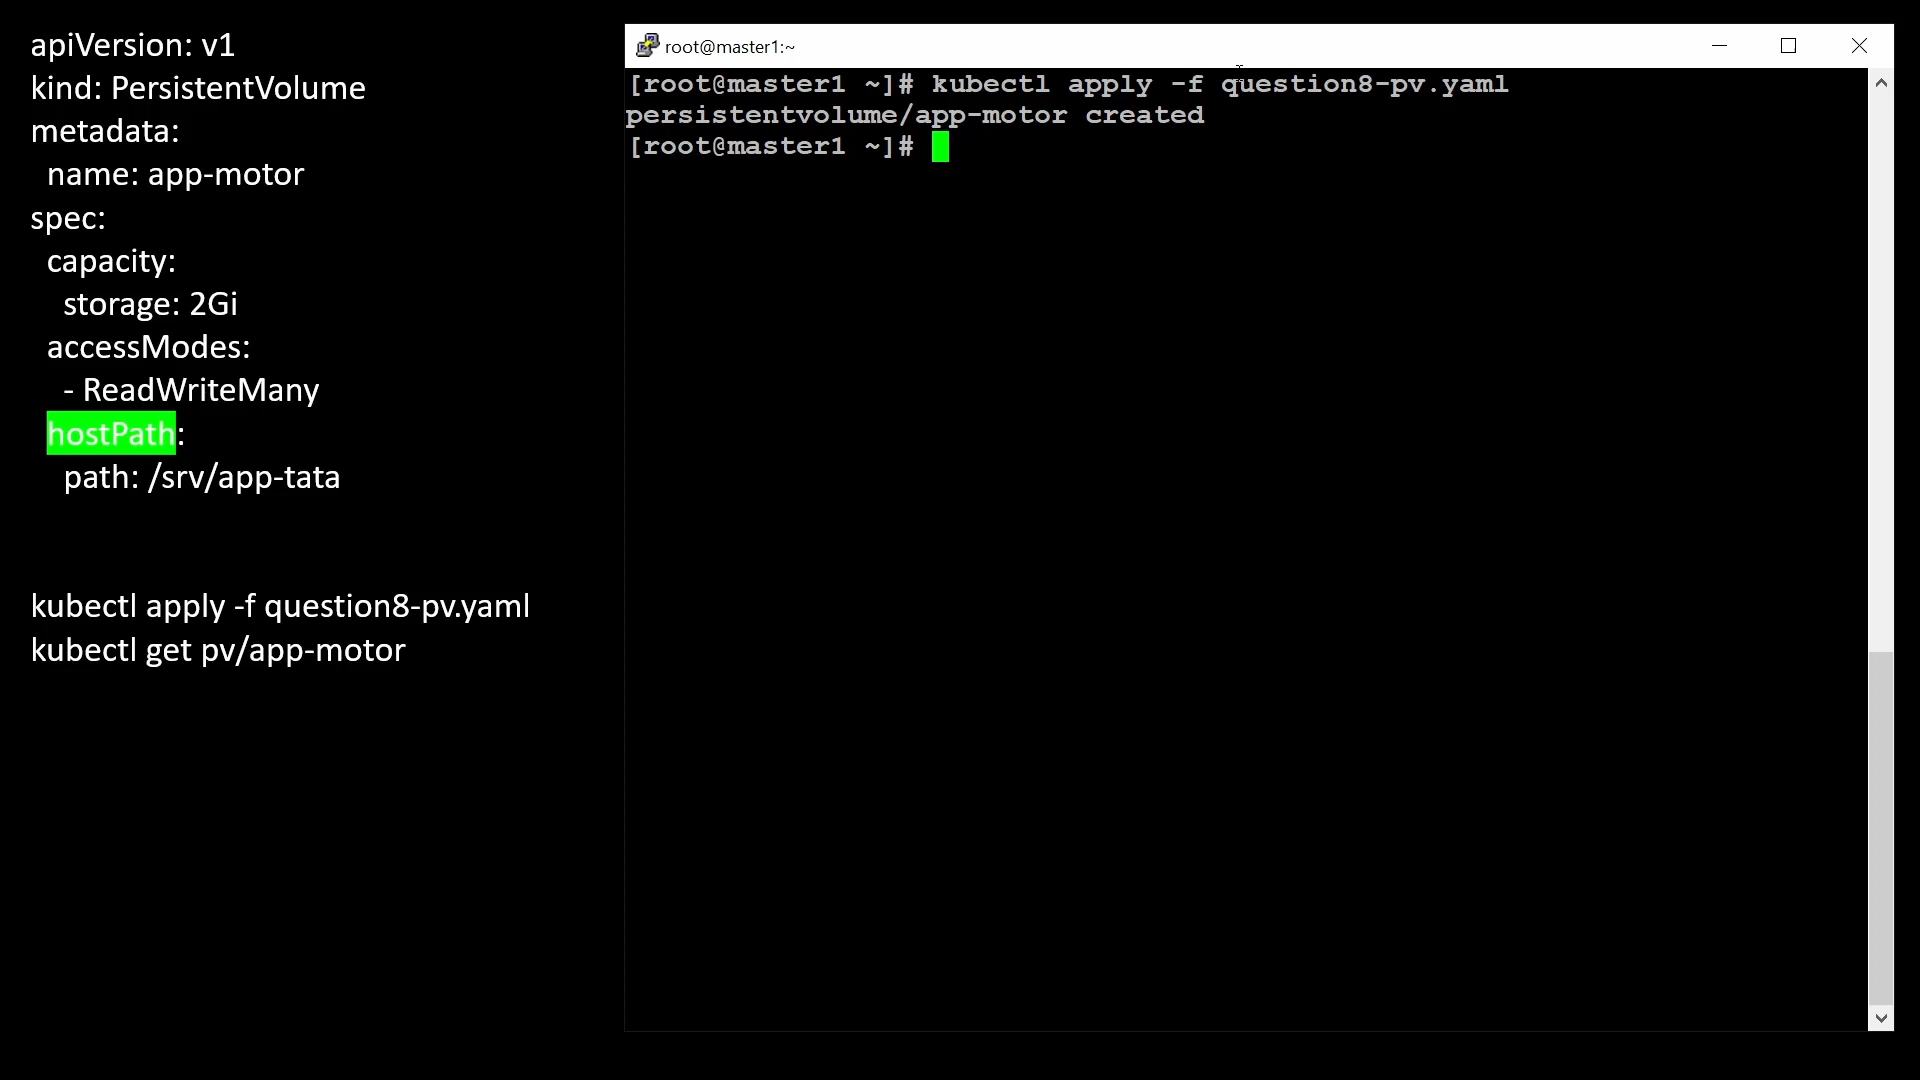 apiVersion: v1
kind: PersistentVolume
metadata:
  name: app-motor
spec:
  capacity:
    storage: 2Gi
  accessModes:
    - ReadWriteMany
  hostPath:
    path: /srv/app-tata
kubectl apply -f question8-pv.yaml
kubectl get pv/app-motor
root@master1:~
[root@master1 ~]# kubectl apply -f question8-pv.yaml
persistentvolume/app-motor created
[root@master1 ~]#